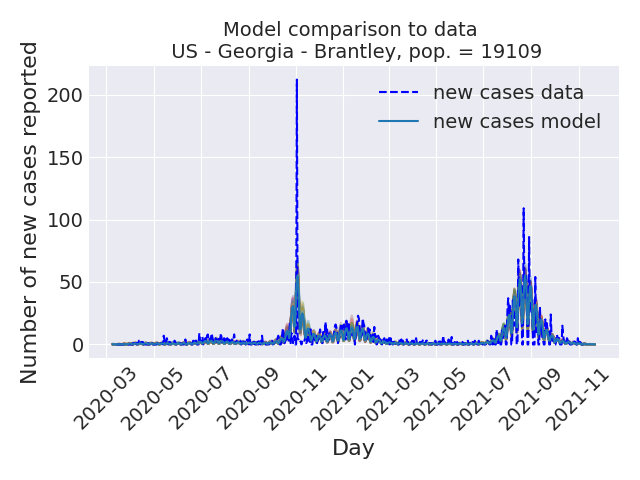 Model comparison to data
US - Georgia - Brantley, pop. = 19109
Number of new cases reported
200
150
100
50
0
new cases data
new cases model
2020-03
2020-05
2020-07
2020-09
2020-11
2021-01
2021-03
2021-05
2021-07
2021-09
2021-11
Day